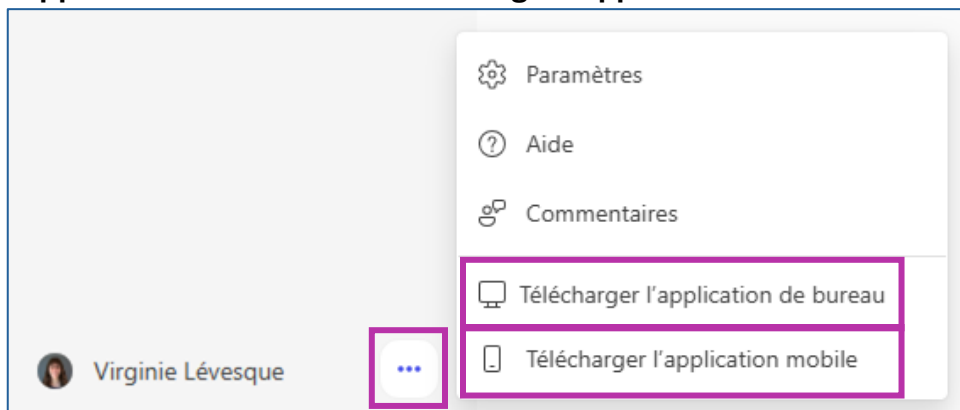 Paramètres
Aide
Commentaires
Télécharger l’application de bureau
Télécharger l’application mobile
Virginie Lévesque